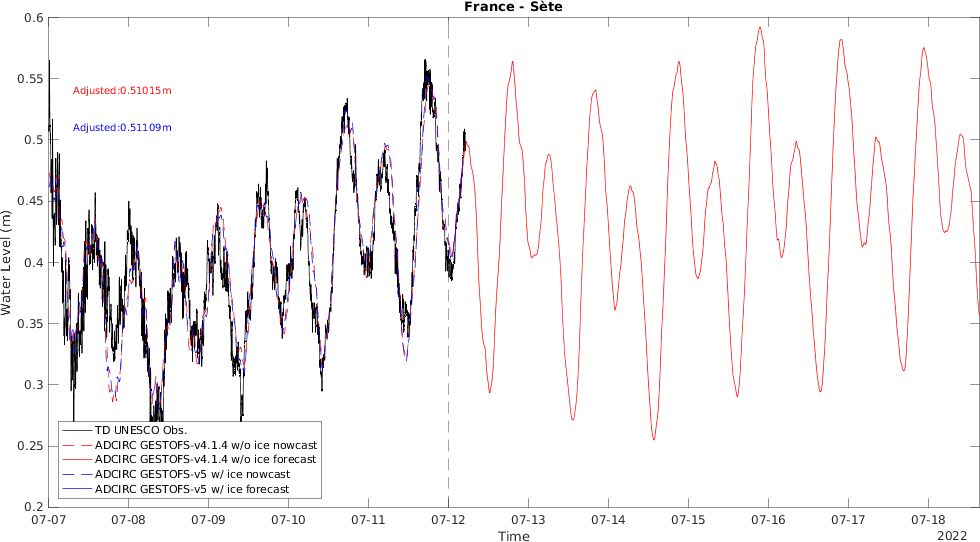 France - Sète
0.6
0.55
0.5
0.45
0.4
0.35
0.3
0.25
0.2
Water Level (m)
Adjusted:0.51015m
Adjusted:0.51109m
TD UNESCO Obs.
ADCIRC GESTOFS-v4.1.4 w/o ice nowcast
ADCIRC GESTOFS-v4.1.4 w/o ice forecast
ADCIRC GESTOFS-v5 w/ ice nowcast
ADCIRC GESTOFS-v5 w/ ice forecast
07-07 07-08 07-09 07-10 07-11 07-12 07-13 07-14 07-15 07-16 07-17 07-18
Time
2022